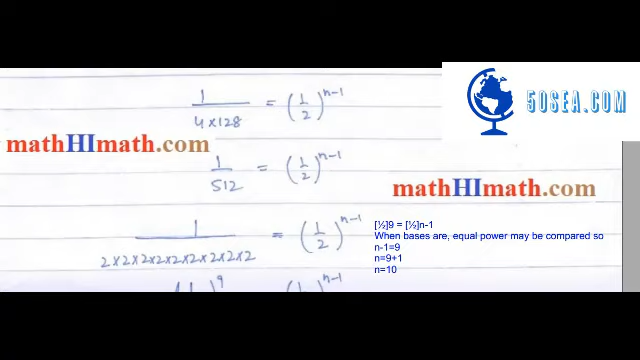 1/(4×128) = (1/2)^(n-1)
50SEA.COM
mathHImath.com
1/512 = (1/2)^(n-1)
mathHImath.com
1/(2×2×2×2×2×2×2×2×2) = (1/2)^(n-1)
[½]9 = [½]n-1
When bases are, equal power may be compared so
n-1=9
n=9+1
n=10